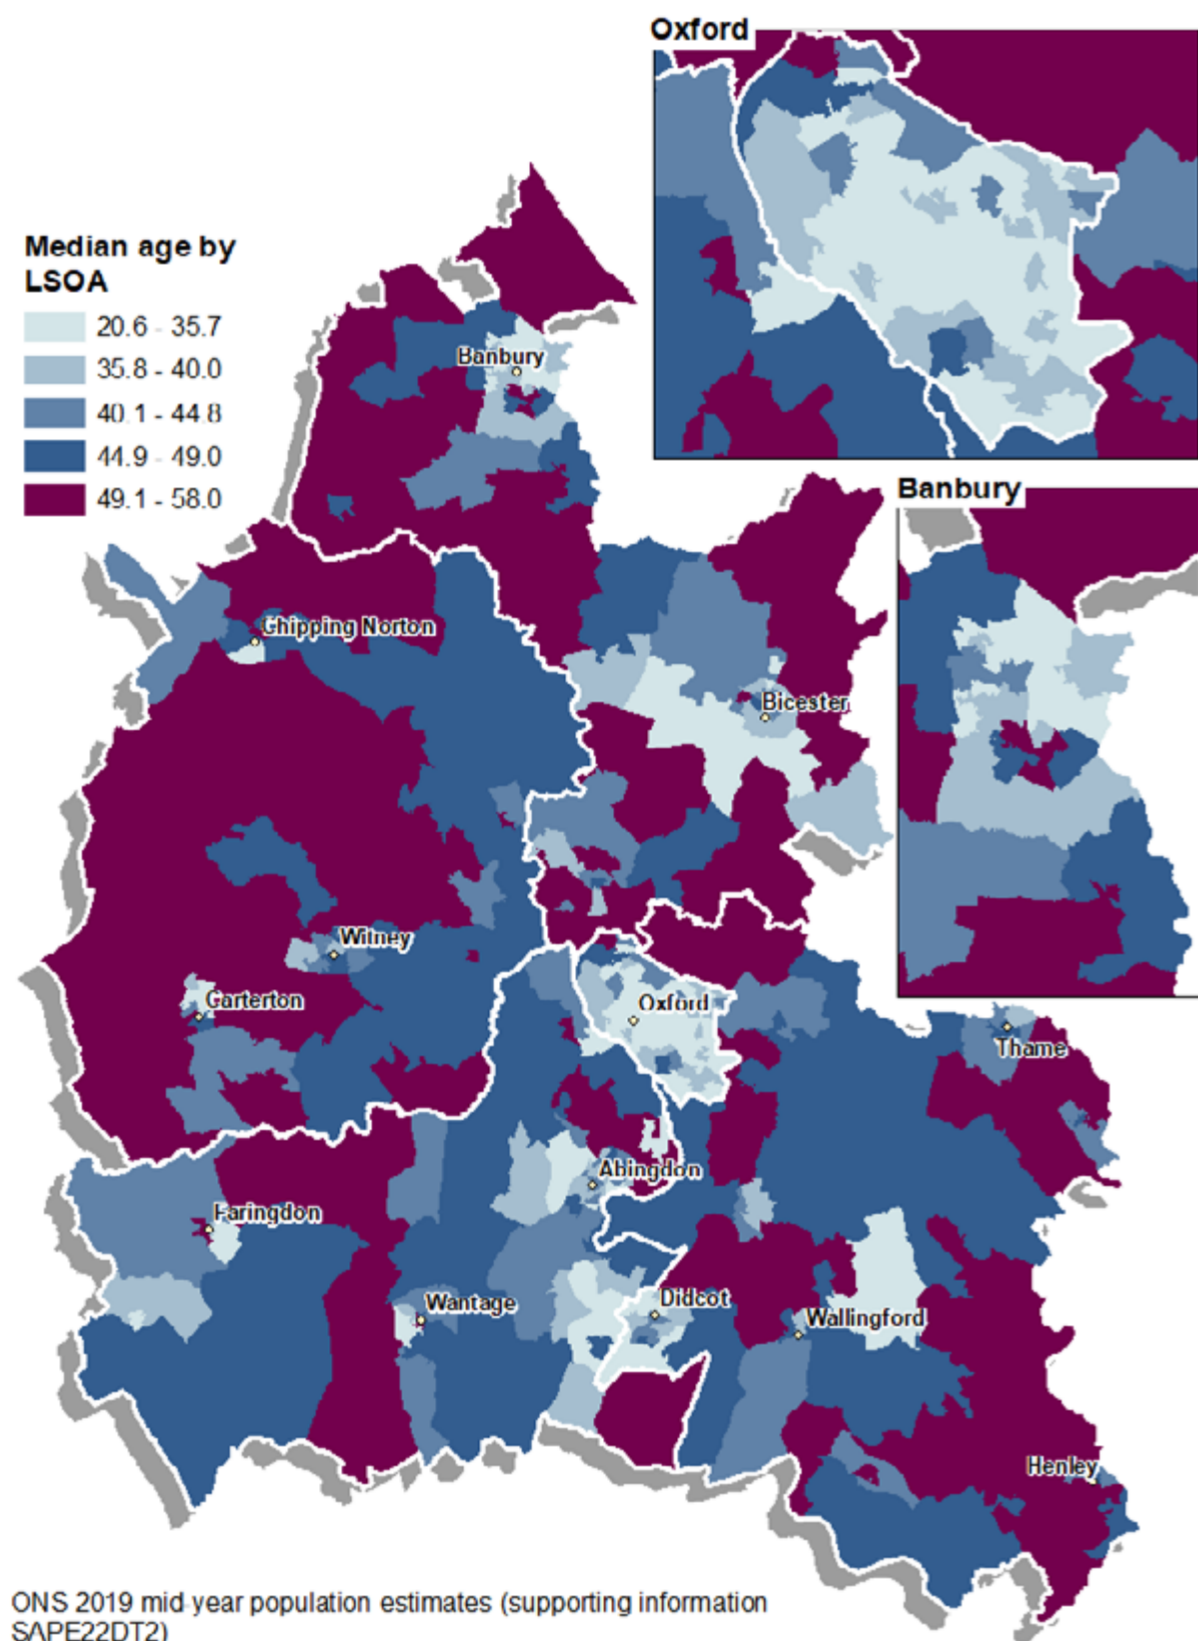 Oxford
Median age by
LSOA
20.6 - 35.7
35.8 - 40.0
40.1 - 44.8
44.9 - 49.0
49.1 - 58.0
Banbury
Banbury
Chipping Norton
Bicester
Witney
Carterton
Oxford
Thame
Abingdon
Faringdon
Wantage
Didcot
Wallingford
Henley
ONS 2019 mid-year population estimates (supporting information
SAPE22DT2)